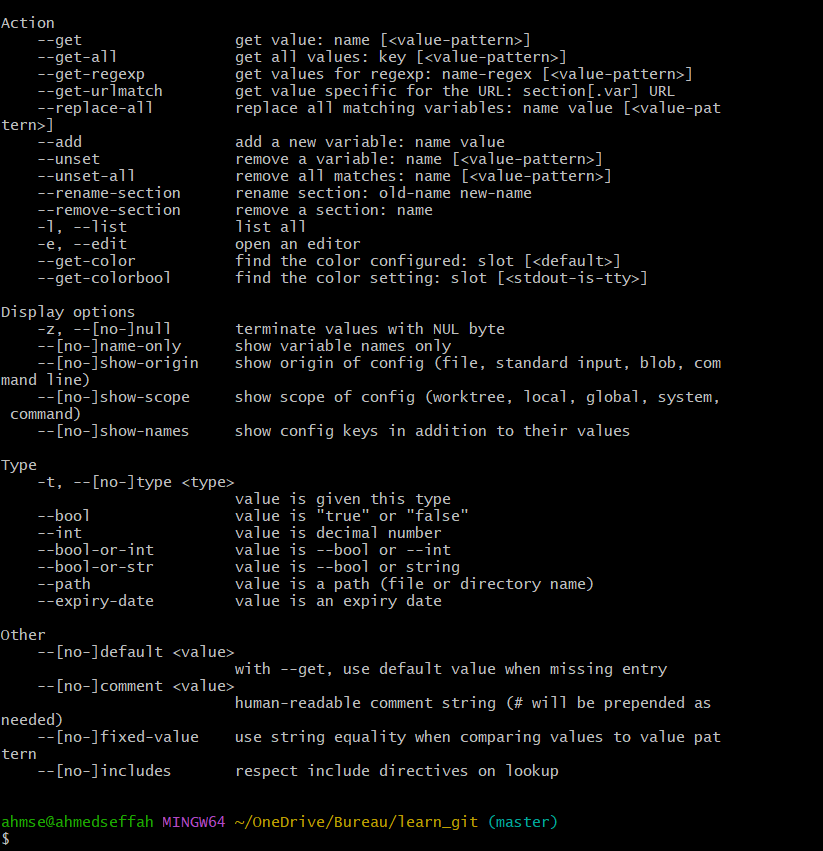 Action
    --get                 get value: name [<value-pattern>]
    --get-all             get all values: key [<value-pattern>]
    --get-regexp          get values for regexp: name-regex [<value-pattern>]
    --get-urlmatch        get value specific for the URL: section[.var] URL
    --replace-all         replace all matching variables: name value [<value-pat
tern>]
    --add                 add a new variable: name value
    --unset               remove a variable: name [<value-pattern>]
    --unset-all           remove all matches: name [<value-pattern>]
    --rename-section      rename section: old-name new-name
    --remove-section      remove a section: name
    -l, --list            list all
    -e, --edit            open an editor
    --get-color           find the color configured: slot [<default>]
    --get-colorbool       find the color setting: slot [<stdout-is-tty>]

Display options
    -z, --[no-]null       terminate values with NUL byte
    --[no-]name-only      show variable names only
    --[no-]show-origin    show origin of config (file, standard input, blob, com
mand line)
    --[no-]show-scope     show scope of config (worktree, local, global, system,
 command)
    --[no-]show-names     show config keys in addition to their values

Type
    -t, --[no-]type <type>
                          value is given this type
    --bool                value is "true" or "false"
    --int                 value is decimal number
    --bool-or-int         value is --bool or --int
    --bool-or-str         value is --bool or string
    --path                value is a path (file or directory name)
    --expiry-date         value is an expiry date

Other
    --[no-]default <value>
                          with --get, use default value when missing entry
    --[no-]comment <value>
                          human-readable comment string (# will be prepended as
needed)
    --[no-]fixed-value    use string equality when comparing values to value pat
tern
    --[no-]includes       respect include directives on lookup

ahmse@ahmedseffah MINGW64 ~/OneDrive/Bureau/learn_git (master)
$